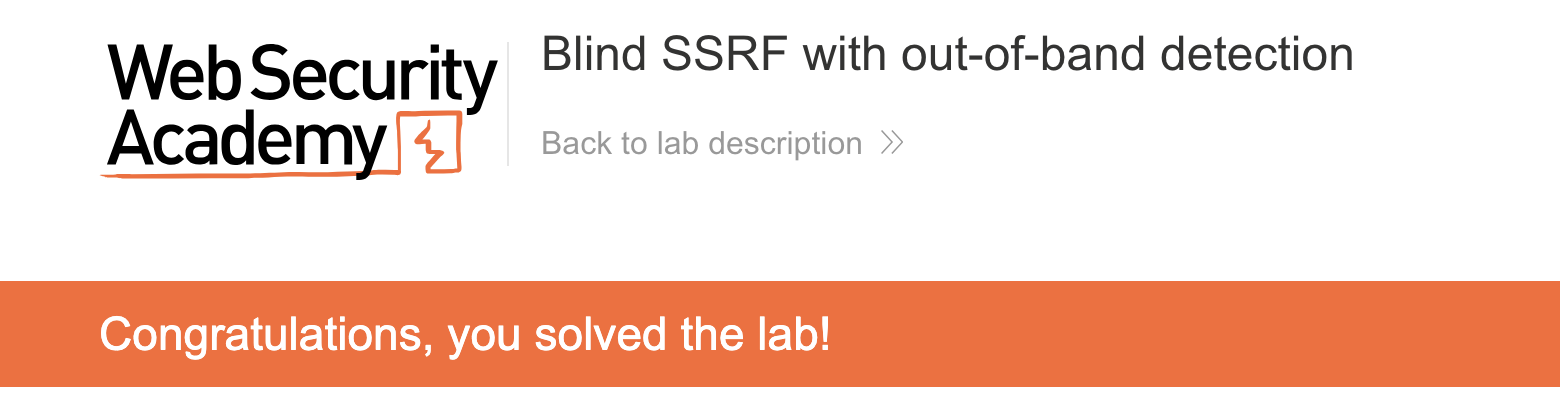 Web Security
Academy
Blind SSRF with out-of-band detection
Back to lab description
Congratulations, you solved the lab!